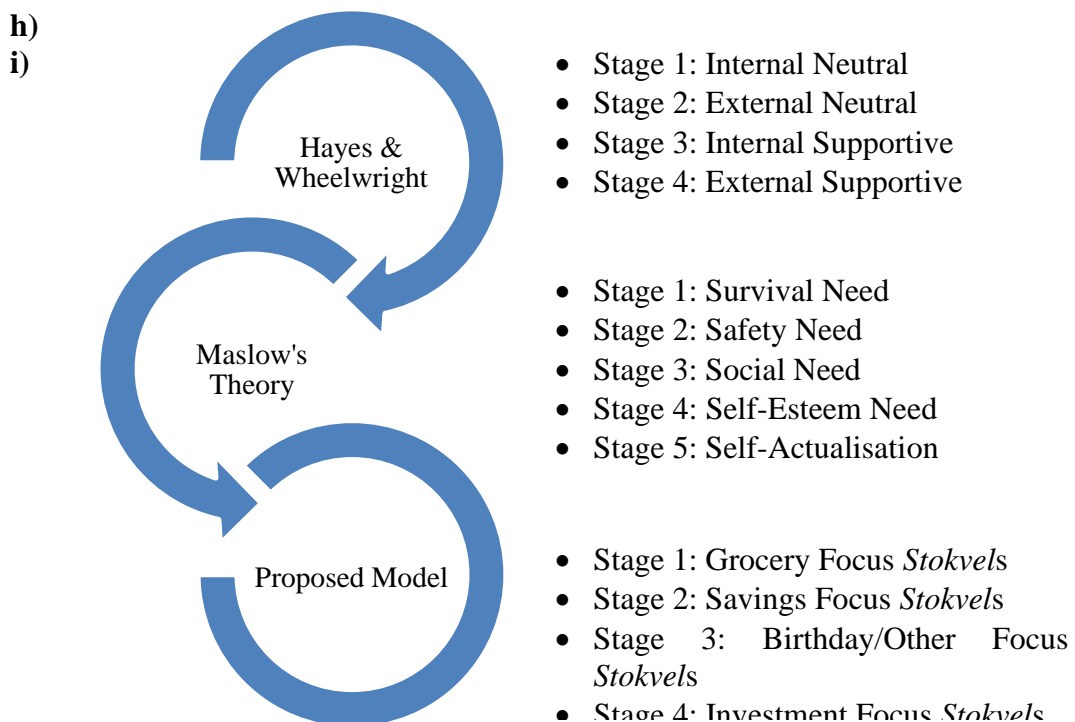 h)
i)
Hayes &
Wheelwright
• Stage 1: Internal Neutral
• Stage 2: External Neutral
• Stage 3: Internal Supportive
• Stage 4: External Supportive
Maslow's
Theory
• Stage 1: Survival Need
• Stage 2: Safety Need
• Stage 3: Social Need
• Stage 4: Self-Esteem Need
• Stage 5: Self-Actualisation
Proposed Model
• Stage 1: Grocery Focus Stokvels
• Stage 2: Savings Focus Stokvels
• Stage 3: Birthday/Other Focus
Stokvels
• Stage 4: Investment Focus Stokvels